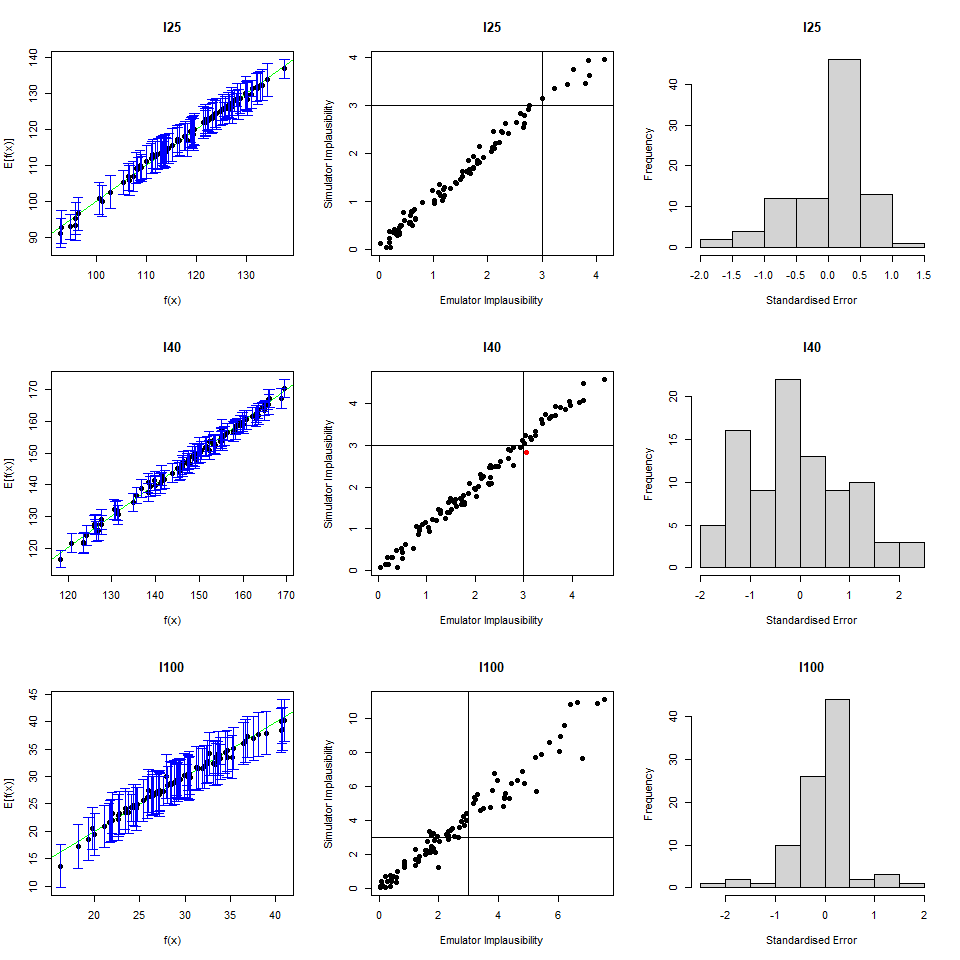 I25
E[f(x)]
90 100 110 120 130 140
100 110 120 130
f(x)
I25
Simulator Implausibility
0 1 2 3 4
0 1 2 3 4
Emulator Implausibility
I25
Frequency
0 10 20 30 40
-2.0 -1.5 -1.0 -0.5 0.0 0.5 1.0 1.5
Standardised Error
I40
E[f(x)]
120 130 140 150 160 170
120 130 140 150 160 170
f(x)
I40
Simulator Implausibility
0 1 2 3 4
0 1 2 3 4
Emulator Implausibility
I40
Frequency
0 5 10 15 20
-2 -1 0 1 2
Standardised Error
I100
E[f(x)]
10 15 20 25 30 35 40 45
20 25 30 35 40
f(x)
I100
Simulator Implausibility
0 2 4 6 8 10
0 2 4 6
Emulator Implausibility
I100
Frequency
0 10 20 30 40
-2 -1 0 1 2
Standardised Error